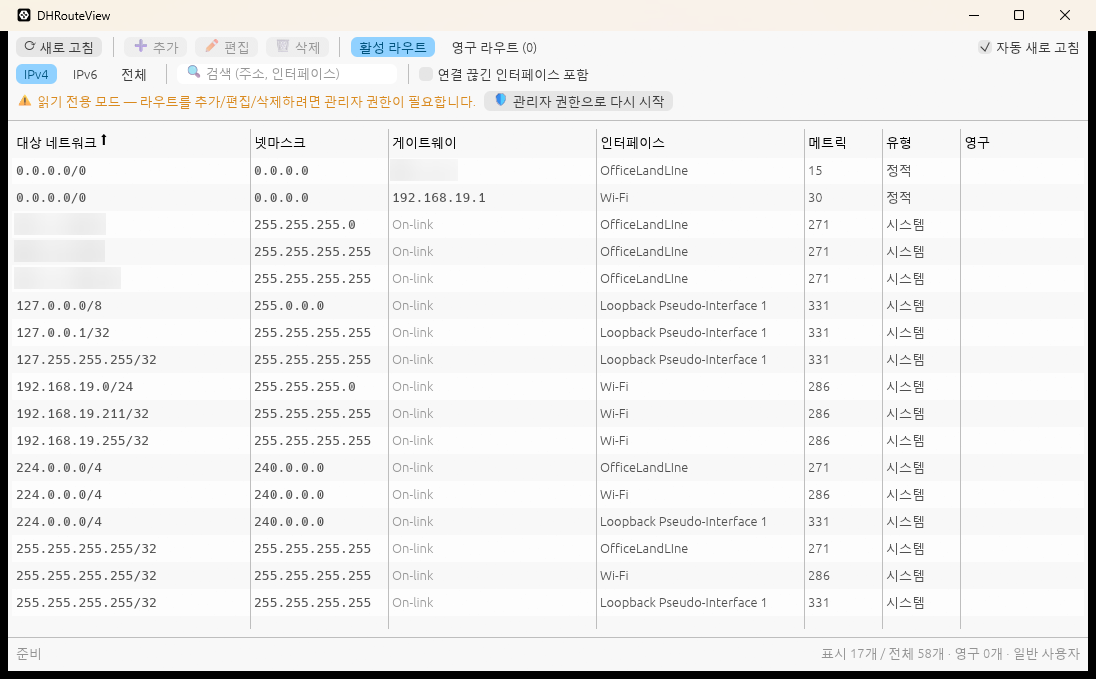 DHRouteView
새로 고침 추가 편집 삭제 활성 라우트 영구 라우트 (0) 자동 새로 고침
IPv4 IPv6 전체 검색 (주소, 인터페이스) 연결 끊긴 인터페이스 포함
읽기 전용 모드 — 라우트를 추가/편집/삭제하려면 관리자 권한이 필요합니다. 관리자 권한으로 다시 시작
대상 네트워크 넷마스크 게이트웨이 인터페이스 메트릭 유형 영구
0.0.0.0/0 0.0.0.0 OfficeLandLIne 15 정적
0.0.0.0/0 0.0.0.0 192.168.19.1 Wi-Fi 30 정적
255.255.255.0 On-link OfficeLandLIne 271 시스템
255.255.255.255 On-link OfficeLandLIne 271 시스템
255.255.255.255 On-link OfficeLandLIne 271 시스템
127.0.0.0/8 255.0.0.0 On-link Loopback Pseudo-Interface 1 331 시스템
127.0.0.1/32 255.255.255.255 On-link Loopback Pseudo-Interface 1 331 시스템
127.255.255.255/32 255.255.255.255 On-link Loopback Pseudo-Interface 1 331 시스템
192.168.19.0/24 255.255.255.0 On-link Wi-Fi 286 시스템
192.168.19.211/32 255.255.255.255 On-link Wi-Fi 286 시스템
192.168.19.255/32 255.255.255.255 On-link Wi-Fi 286 시스템
224.0.0.0/4 240.0.0.0 On-link OfficeLandLIne 271 시스템
224.0.0.0/4 240.0.0.0 On-link Wi-Fi 286 시스템
224.0.0.0/4 240.0.0.0 On-link Loopback Pseudo-Interface 1 331 시스템
255.255.255.255/32 255.255.255.255 On-link OfficeLandLIne 271 시스템
255.255.255.255/32 255.255.255.255 On-link Wi-Fi 286 시스템
255.255.255.255/32 255.255.255.255 On-link Loopback Pseudo-Interface 1 331 시스템
준비 표시 17개 / 전체 58개 · 영구 0개 · 일반 사용자